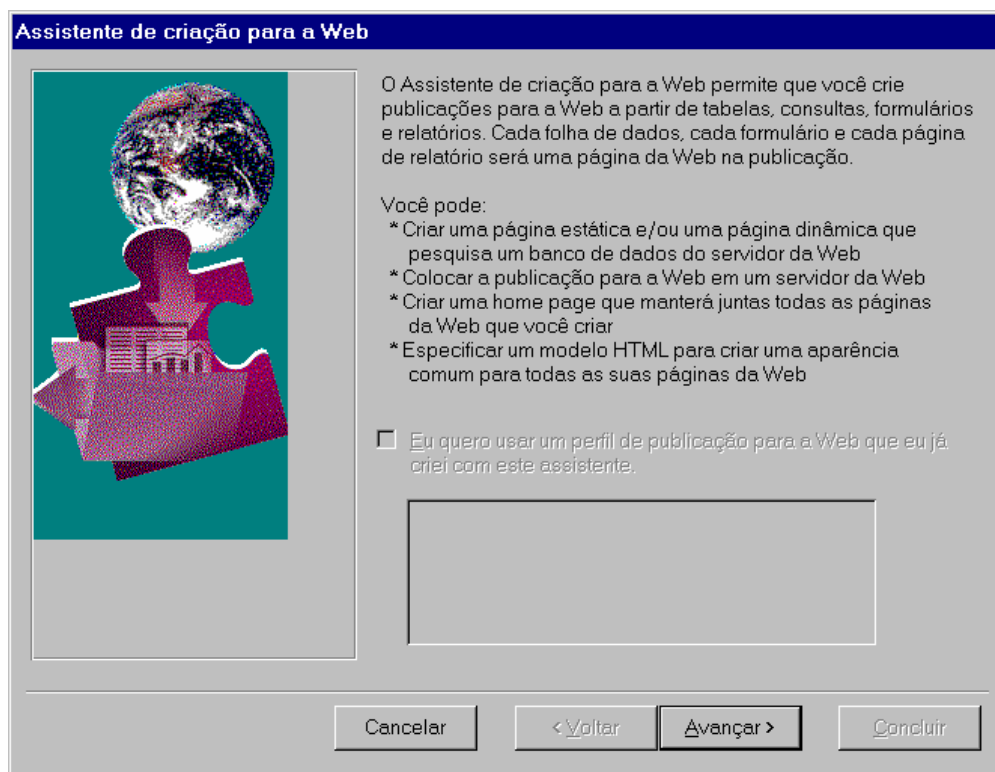 Assistente de criação para a Web
O Assistente de criação para a Web permite que você crie
publicações para a Web a partir de tabelas, consultas, formulários
e relatórios. Cada folha de dados, cada formulário e cada página
de relatório será uma página da Web na publicação.
Você pode:
* Criar uma página estática e/ou uma página dinâmica que
pesquisa um banco de dados do servidor da Web
* Colocar a publicação para a Web em um servidor da Web
* Criar uma home page que manterá juntas todas as páginas
da Web que você criar
* Especificar um modelo HTML para criar uma aparência
comum para todas as suas páginas da Web
Eu quero usar um perfil de publicação para a Web que eu já
criei com este assistente.
Cancelar < Voltar Avançar > Concluir